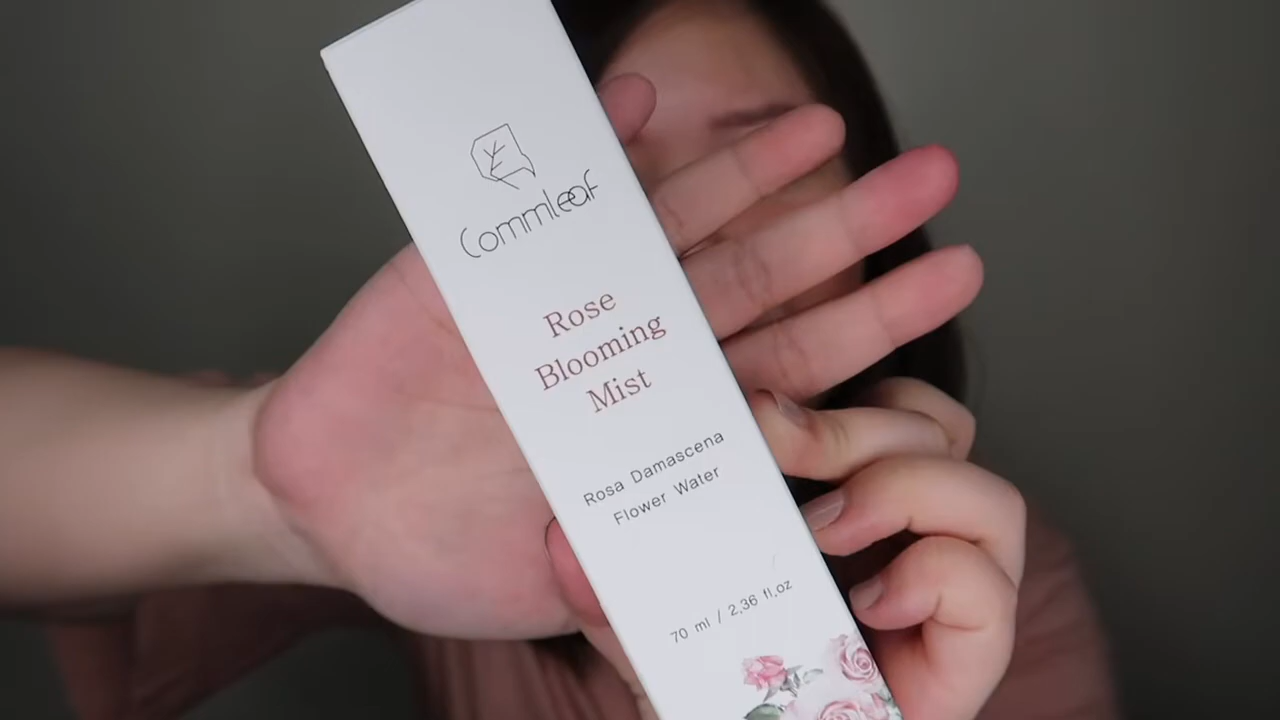 Commleaf
Rose
Blooming
Mist
Rosa Damascena
Flower Water
70 ml / 2.36 fl.oz